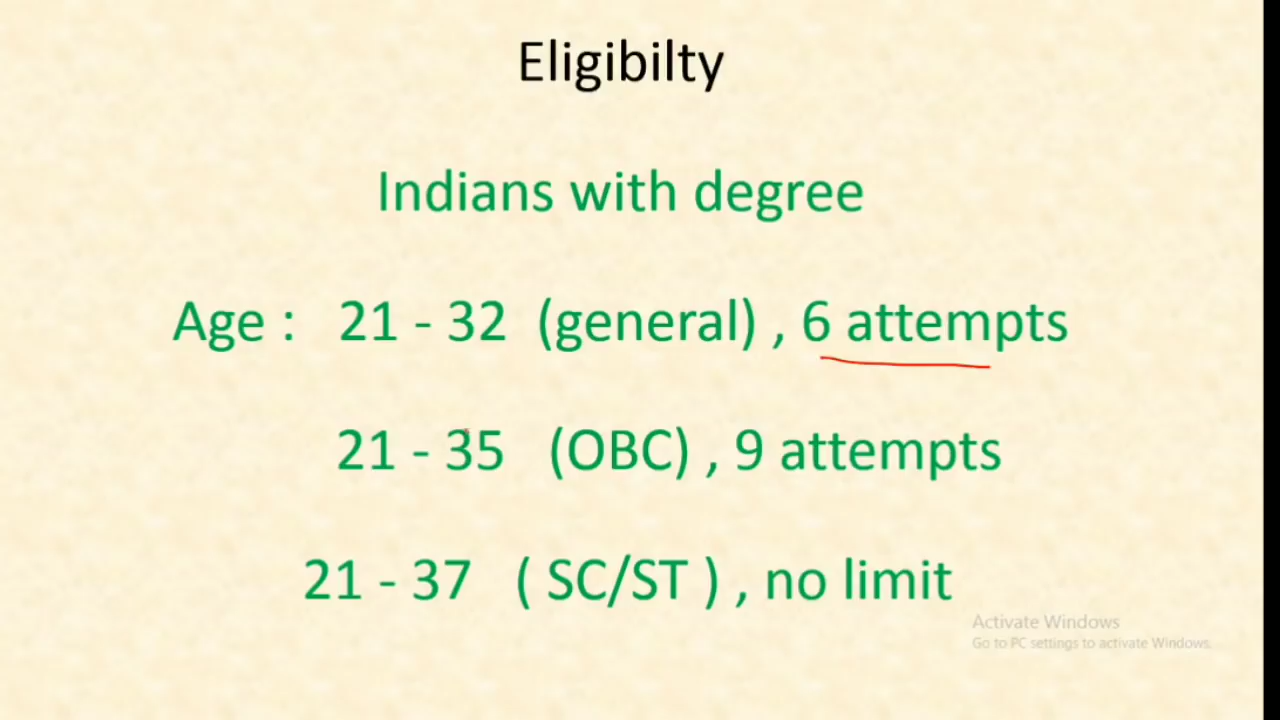 Eligibilty
Indians with degree
Age : 21 - 32 (general) , 6 attempts
21 - 35 (OBC) , 9 attempts
21 - 37 ( SC/ST ) , no limit
Activate Windows
Go to PC settings to activate Windows.